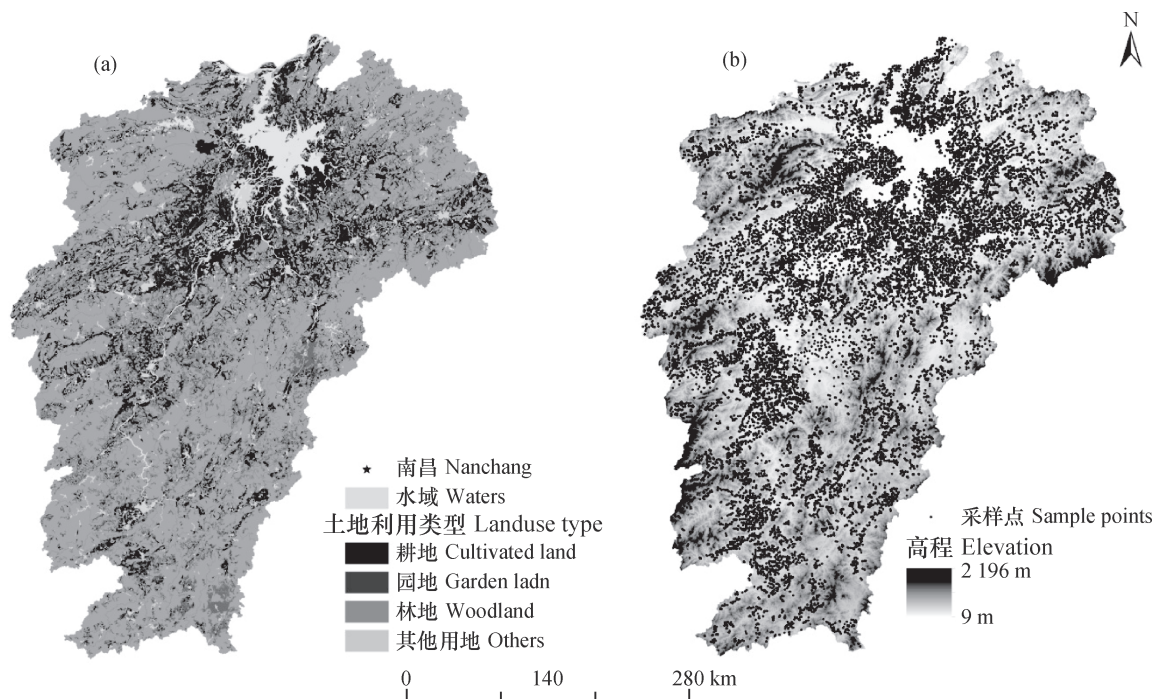 (a)
(b)
N
南昌 Nanchang
水域 Waters
土地利用类型 Landuse type
耕地 Cultivated land
园地 Garden ladn
林地 Woodland
其他用地 Others
采样点 Sample points
高程 Elevation
2 196 m
9 m
0 140 280 km